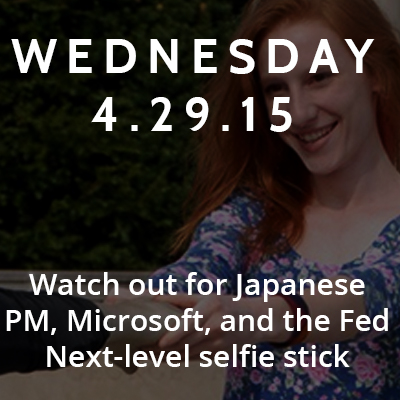 WEDNESDAY
4.29.15
Watch out for Japanese
PM, Microsoft, and the Fed
Next-level selfie stick